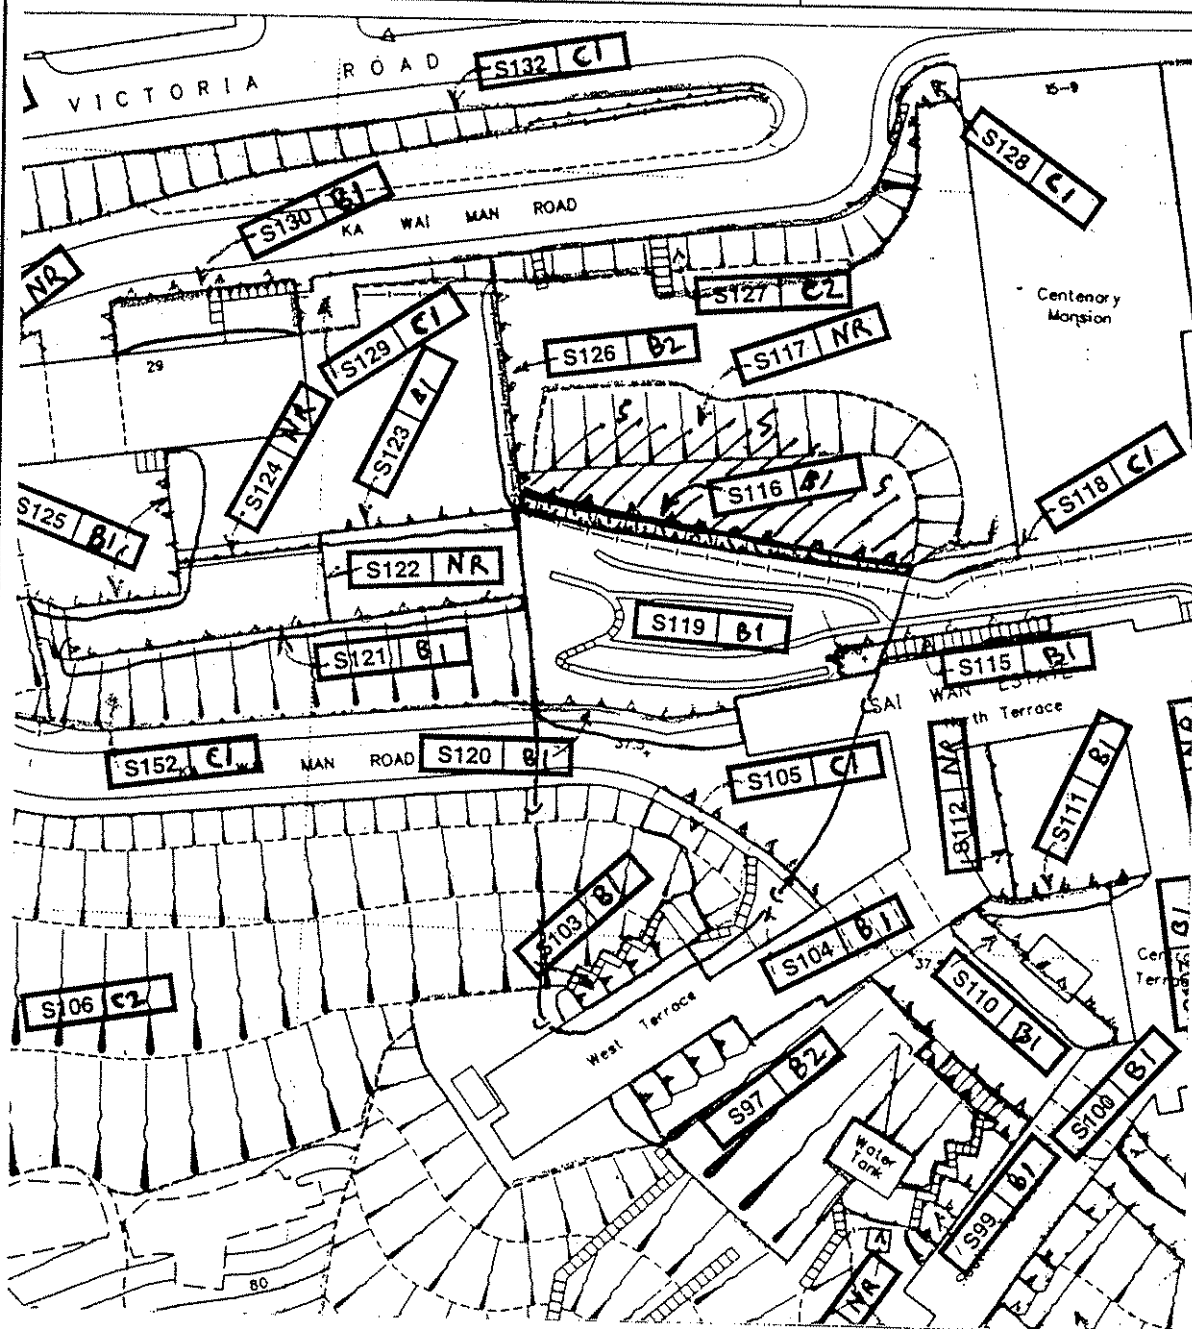 VICTORIA ROAD
S132 C1
15-9
S128 C1
S130 B1
KA WAI MAN ROAD
NR
S127 C2
Centenary
Mansion
S129 C1
S126 B2
S117 NR
29
S124 NR
S123 B1
S
S
S116 B1
S
S118 C1
S125 B1
S122 NR
S119 B1
S121 B1
S115 B1
SAI WAN ESTATE
North Terrace
S152 C1
MAN ROAD
S120 B1
37.5
S105 C1
S112 NR
S111 B1
S103 B1
S104 B1
S106 C2
West Terrace
S110 B1
S97 B2
S100 B1
Water
Tank
S99 B1
80
NR